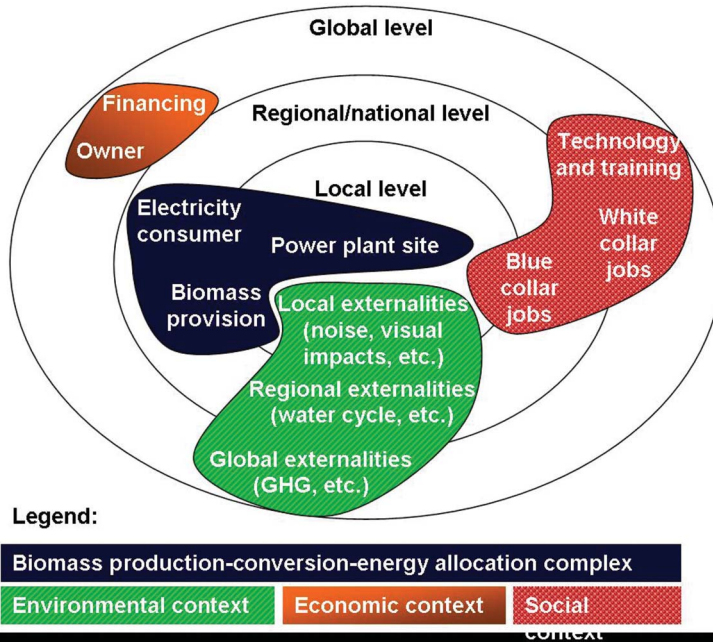 Global level
Financing
Owner
Regional/national level
Technology
and training
White
collar
jobs
Blue
collar
jobs
Local level
Electricity
consumer
Power plant site
Biomass
provision
Local externalities
(noise, visual
impacts, etc.)
Regional externalities
(water cycle, etc.)
Global externalities
(GHG, etc.)
Legend:
Biomass production-conversion-energy allocation complex
Environmental context
Economic context
Social
context